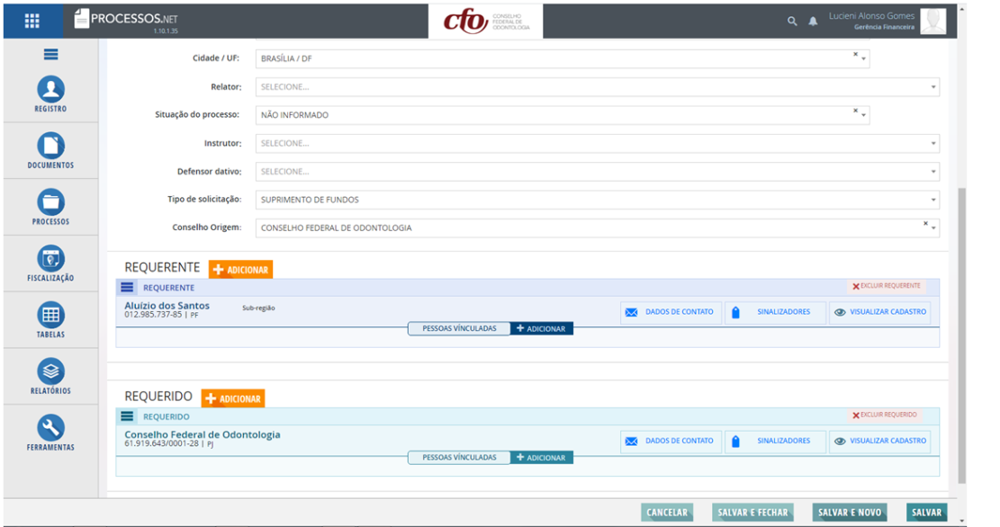 PROCESSOS.NET
1.10.1.35
cfo CONSELHO FEDERAL DE ODONTOLOGIA
Lucieni Alonso Gomes
Gerência Financeira
REGISTRO
DOCUMENTOS
PROCESSOS
FISCALIZAÇÃO
TABELAS
RELATÓRIOS
FERRAMENTAS
Cidade / UF: BRASÍLIA / DF
Relator: SELECIONE...
Situação do processo: NÃO INFORMADO
Instrutor: SELECIONE...
Defensor dativo: SELECIONE...
Tipo de solicitação: SUPRIMENTO DE FUNDOS
Conselho Origem: CONSELHO FEDERAL DE ODONTOLOGIA
REQUERENTE + ADICIONAR
REQUERENTE EXCLUIR REQUERENTE
Aluízio dos Santos Sub-região
012.985.737-85 | PF DADOS DE CONTATO SINALIZADORES VISUALIZAR CADASTRO
PESSOAS VÍNCULADAS + ADICIONAR
REQUERIDO + ADICIONAR
REQUERIDO EXCLUIR REQUERIDO
Conselho Federal de Odontologia
61.919.643/0001-28 | PJ DADOS DE CONTATO SINALIZADORES VISUALIZAR CADASTRO
PESSOAS VÍNCULADAS + ADICIONAR
CANCELAR SALVAR E FECHAR SALVAR E NOVO SALVAR